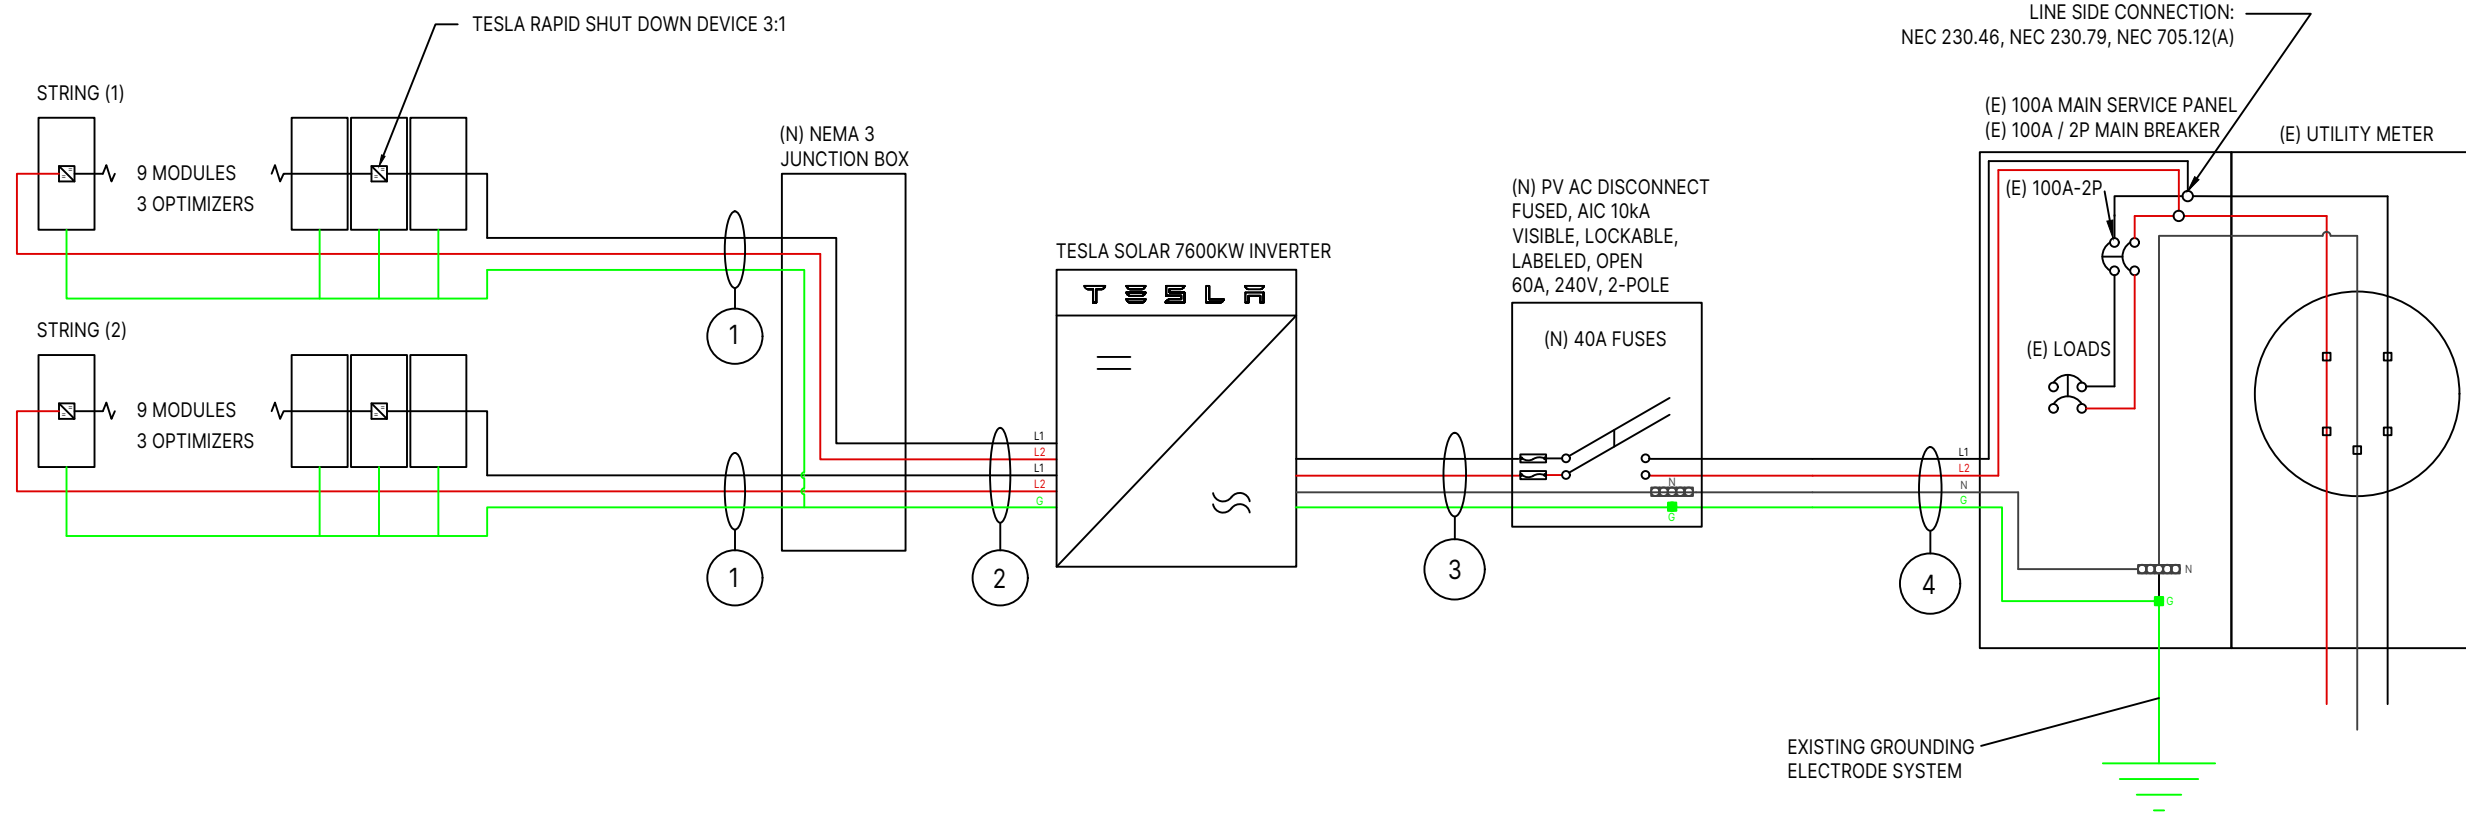 TESLA RAPID SHUT DOWN DEVICE 3:1
LINE SIDE CONNECTION:
NEC 230.46, NEC 230.79, NEC 705.12(A)
STRING (1)
9 MODULES
3 OPTIMIZERS
(N) NEMA 3
JUNCTION BOX
1
STRING (2)
9 MODULES
3 OPTIMIZERS
1
2
L1
L2
L1
L2
G
TESLA SOLAR 7600KW INVERTER
TESLA
3
(N) PV AC DISCONNECT
FUSED, AIC 10kA
VISIBLE, LOCKABLE,
LABELED, OPEN
60A, 240V, 2-POLE
(N) 40A FUSES
N
G
4
L1
L2
N
G
(E) 100A MAIN SERVICE PANEL
(E) 100A / 2P MAIN BREAKER
(E) UTILITY METER
(E) 100A-2P
(E) LOADS
N
G
EXISTING GROUNDING
ELECTRODE SYSTEM